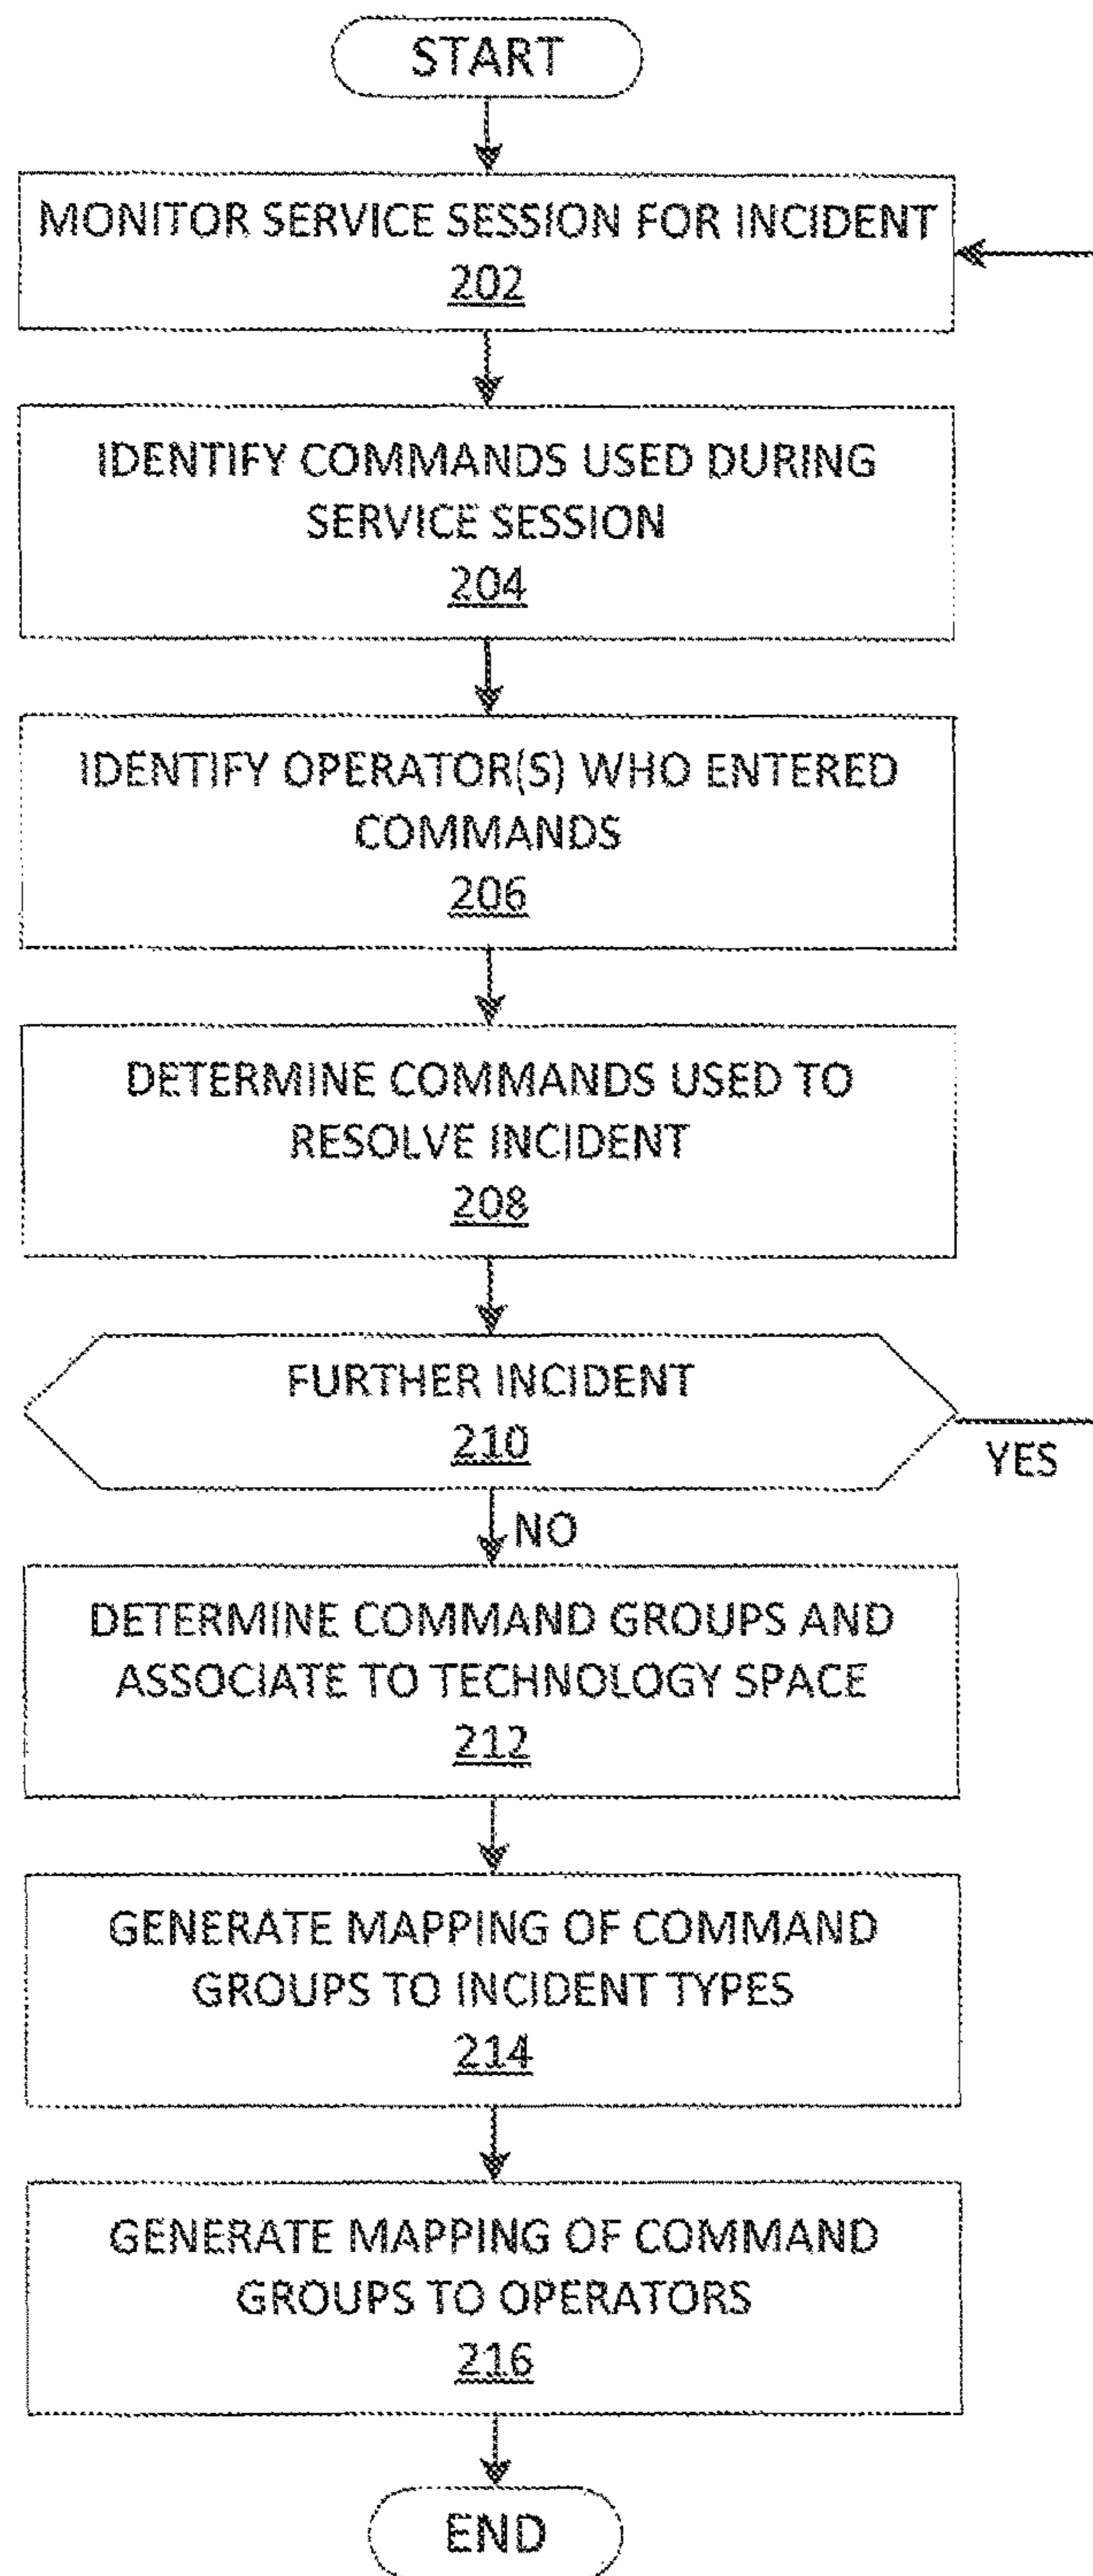 START
MONITOR SERVICE SESSION FOR INCIDENT
202
IDENTIFY COMMANDS USED DURING
SERVICE SESSION
204
IDENTIFY OPERATOR(S) WHO ENTERED
COMMANDS
206
DETERMINE COMMANDS USED TO
RESOLVE INCIDENT
208
FURTHER INCIDENT
210
YES
NO
DETERMINE COMMAND GROUPS AND
ASSOCIATE TO TECHNOLOGY SPACE
212
GENERATE MAPPING OF COMMAND
GROUPS TO INCIDENT TYPES
214
GENERATE MAPPING OF COMMAND
GROUPS TO OPERATORS
216
END